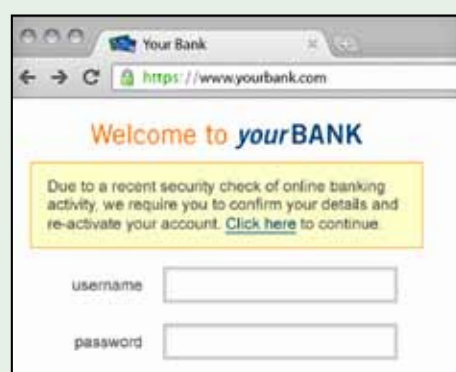 Your Bank
https://www.yourbank.com
Welcome to yourBANK
Due to a recent security check of online banking
activity, we require you to confirm your details and
re-activate your account. Click here to continue.
username
password